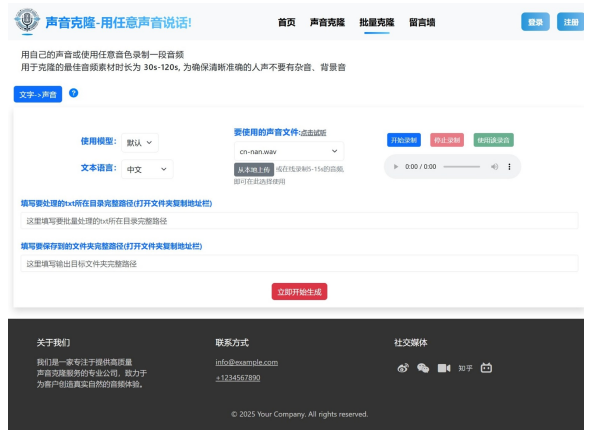 声音克隆-用任意声音说话!
首页 声音克隆 批量克隆 留言墙
登录 注册
用自己的声音或使用任意音色录制一段音频
用于克隆的最佳音频素材时长为 30s-120s, 为确保清晰准确的人声不要有杂音、背景音
文字->声音 ?
使用模型: 默认
文本语言: 中文
要使用的声音文件:点击试听
cn-nan.wav
从本地上传 或在线录制5-15s的音频,
即可在此选择使用
开始录制 停止录制 使用该录音
0:00 / 0:00
填写要处理的txt所在目录完整路径(打开文件夹复制地址栏)
这里填写要批量处理的txt所在目录完整路径
填写要保存到的文件夹完整路径(打开文件夹复制地址栏)
这里填写输出目标文件夹完整路径
立即开始生成
关于我们
我们是一家专注于提供高质量
声音克隆服务的专业公司，致力于
为客户创造真实自然的音频体验。
联系方式
info@example.com
+1234567890
社交媒体
知乎
© 2025 Your Company. All rights reserved.